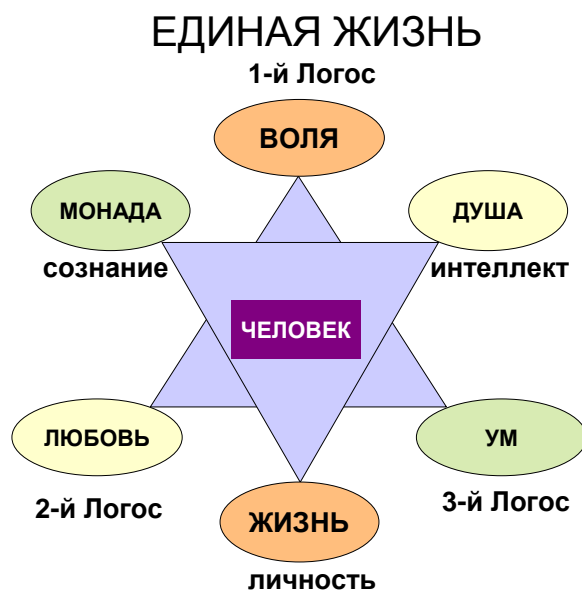 ЕДИНАЯ ЖИЗНЬ
1-й Логос
ВОЛЯ
МОНАДА
ДУША
сознание
интеллект
ЧЕЛОВЕК
ЛЮБОВЬ
УМ
2-й Логос
3-й Логос
ЖИЗНЬ
личность